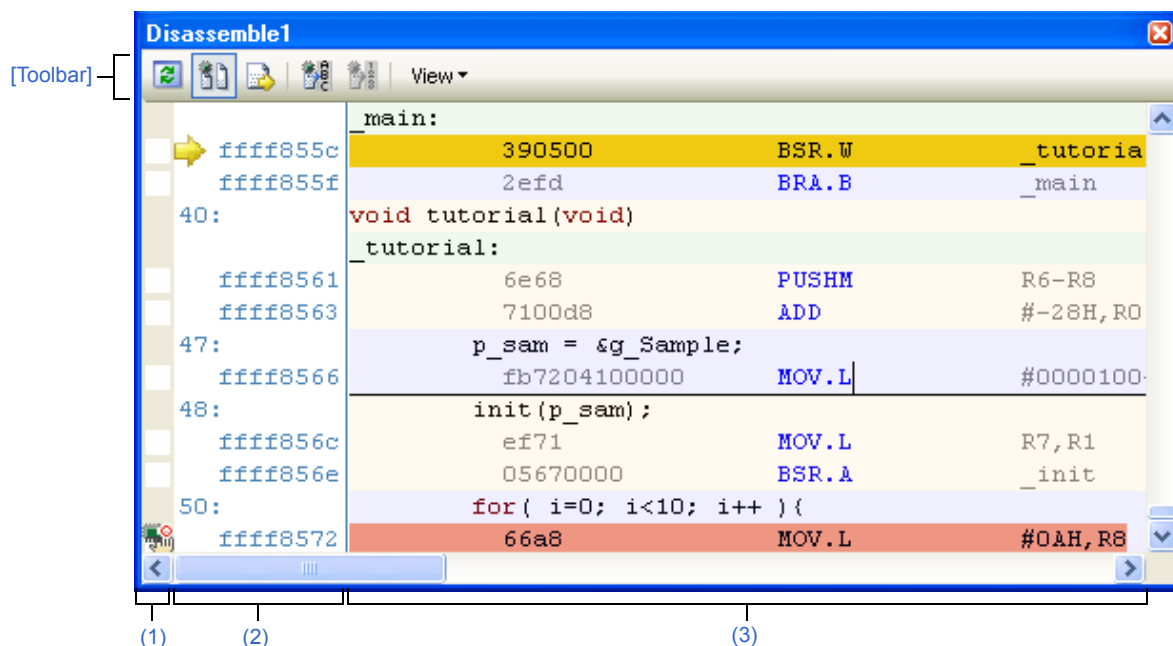 Disassemble1
[Toolbar]
View
_main:
ffff855c 390500 BSR.W _tutoria
ffff855f 2efd BRA.B _main
40: void tutorial(void)
_tutorial:
ffff8561 6e68 PUSHM R6-R8
ffff8563 7100d8 ADD #-28H,R0
47: p_sam = &g_Sample;
ffff8566 fb7204100000 MOV.L #0000100
48: init(p_sam);
ffff856c ef71 MOV.L R7,R1
ffff856e 05670000 BSR.A _init
50: for( i=0; i<10; i++ ){
ffff8572 66a8 MOV.L #0AH,R8
(1) (2) (3)